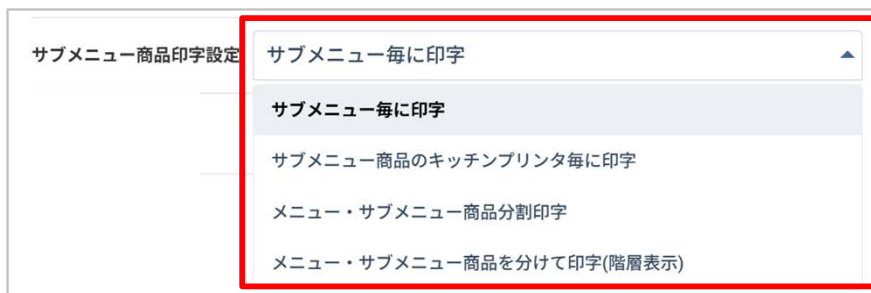 サブメニュー商品印字設定 サブメニュー毎に印字
サブメニュー毎に印字
サブメニュー商品のキッチンプリンタ毎に印字
メニュー・サブメニュー商品分割印字
メニュー・サブメニュー商品を分けて印字(階層表示)